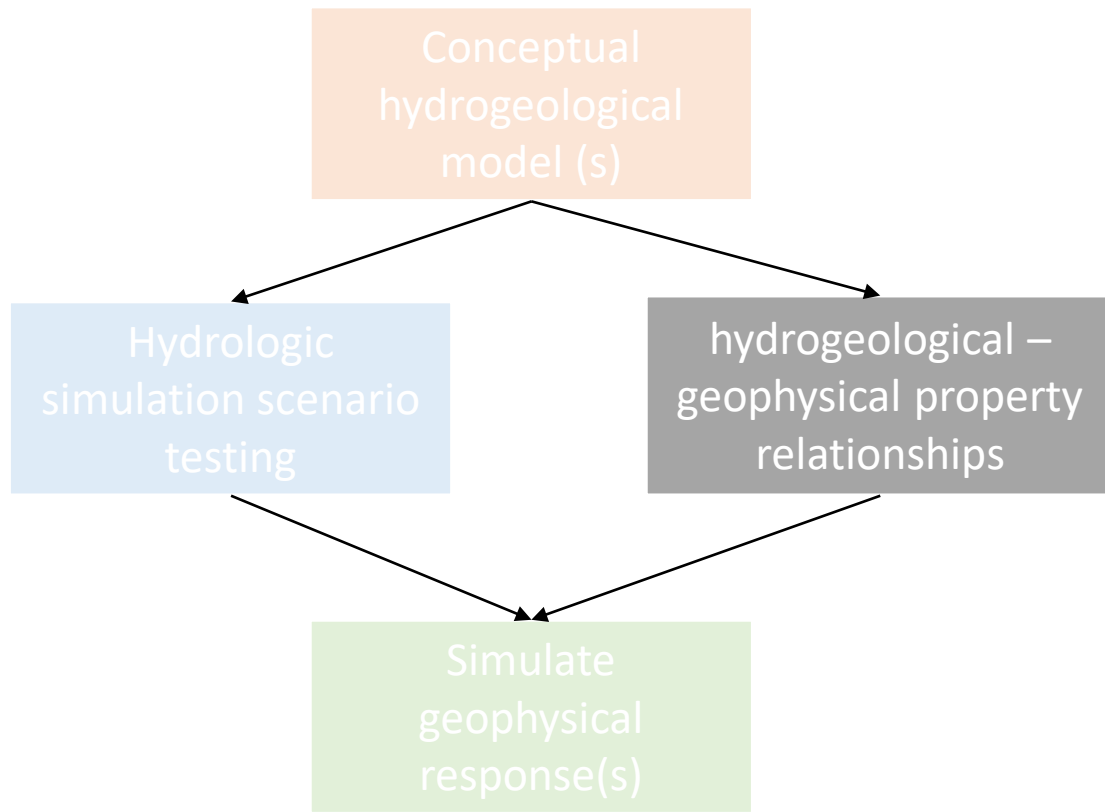 Conceptual
hydrogeological
model (s)
Hydrologic
simulation scenario
testing
hydrogeological –
geophysical property
relationships
Simulate
geophysical
response(s)